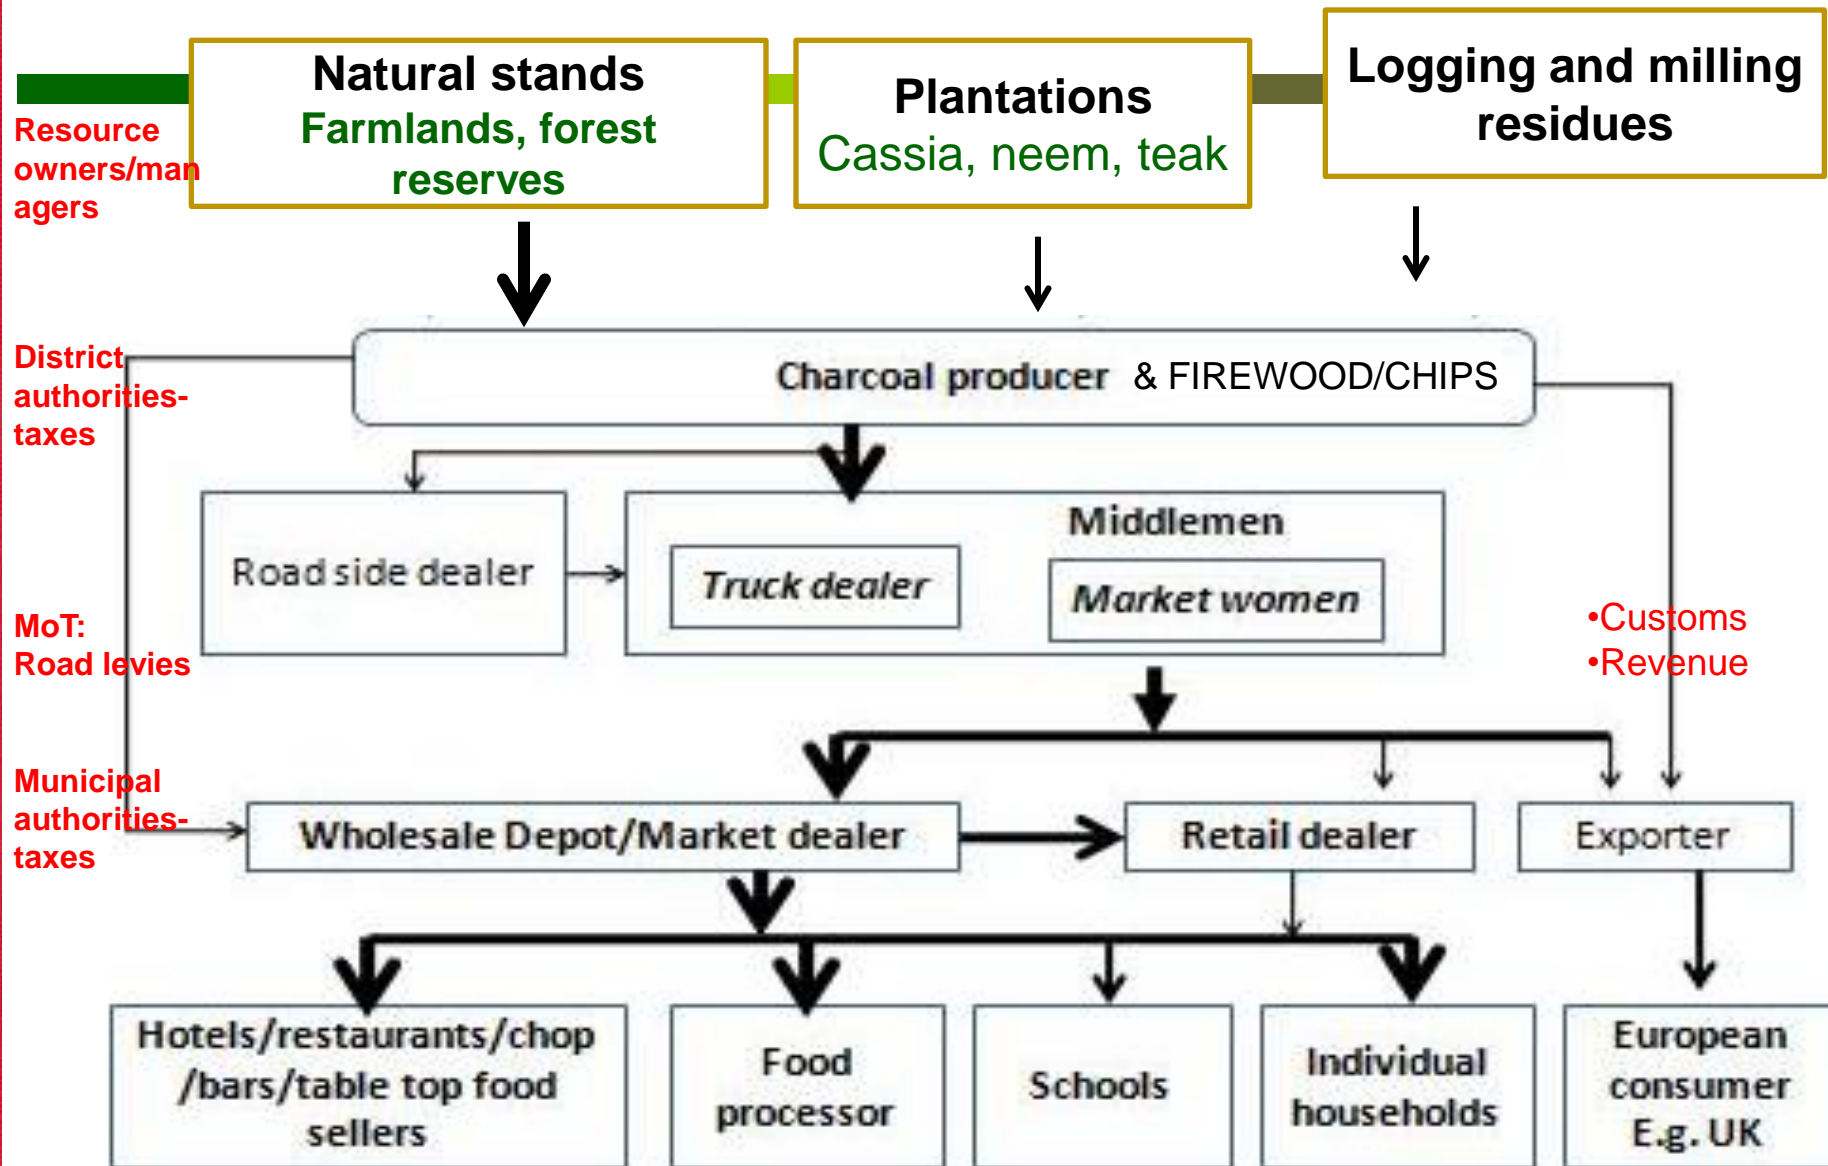 Natural stands
Farmlands, forest
reserves
Plantations
Cassia, neem, teak
Logging and milling
residues
Resource
owners/man
agers
District
authorities-
taxes
Charcoal producer & FIREWOOD/CHIPS
Road side dealer
Middlemen
Truck dealer
Market women
MoT:
Road levies
•Customs
•Revenue
Municipal
authorities-
taxes
Wholesale Depot/Market dealer
Retail dealer
Exporter
Hotels/restaurants/chop
/bars/table top food
sellers
Food
processor
Schools
Individual
households
European
consumer
E.g. UK